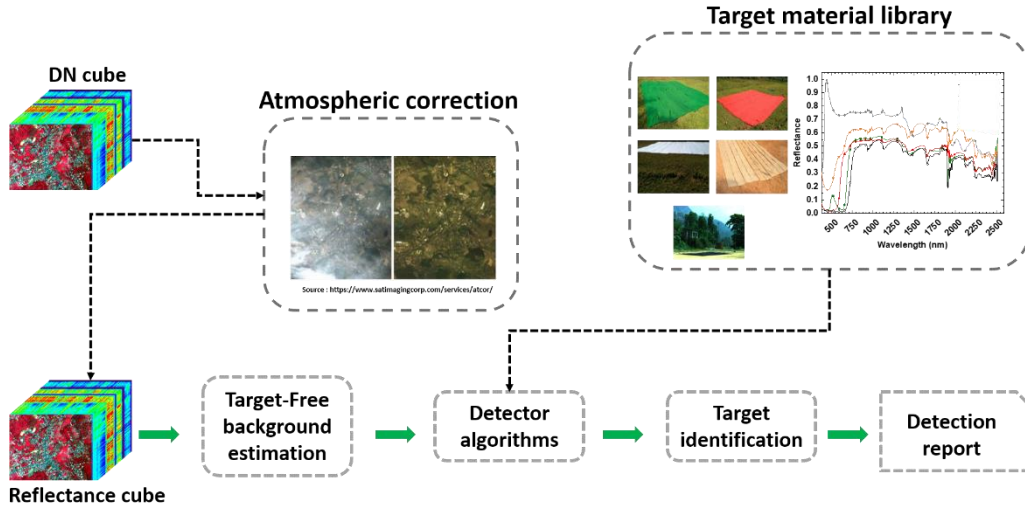 Target material library
DN cube
Atmospheric correction
Source : https://www.satimagingcorp.com/services/atcor/
Reflectance
1.0
0.9
0.8
0.7
0.6
0.5
0.4
0.3
0.2
0.1
0.0
500
750
1000
1250
1500
1750
2000
2250
2500
Wavelength (nm)
Target-Free
background
estimation
Detector
algorithms
Target
identification
Detection
report
Reflectance cube